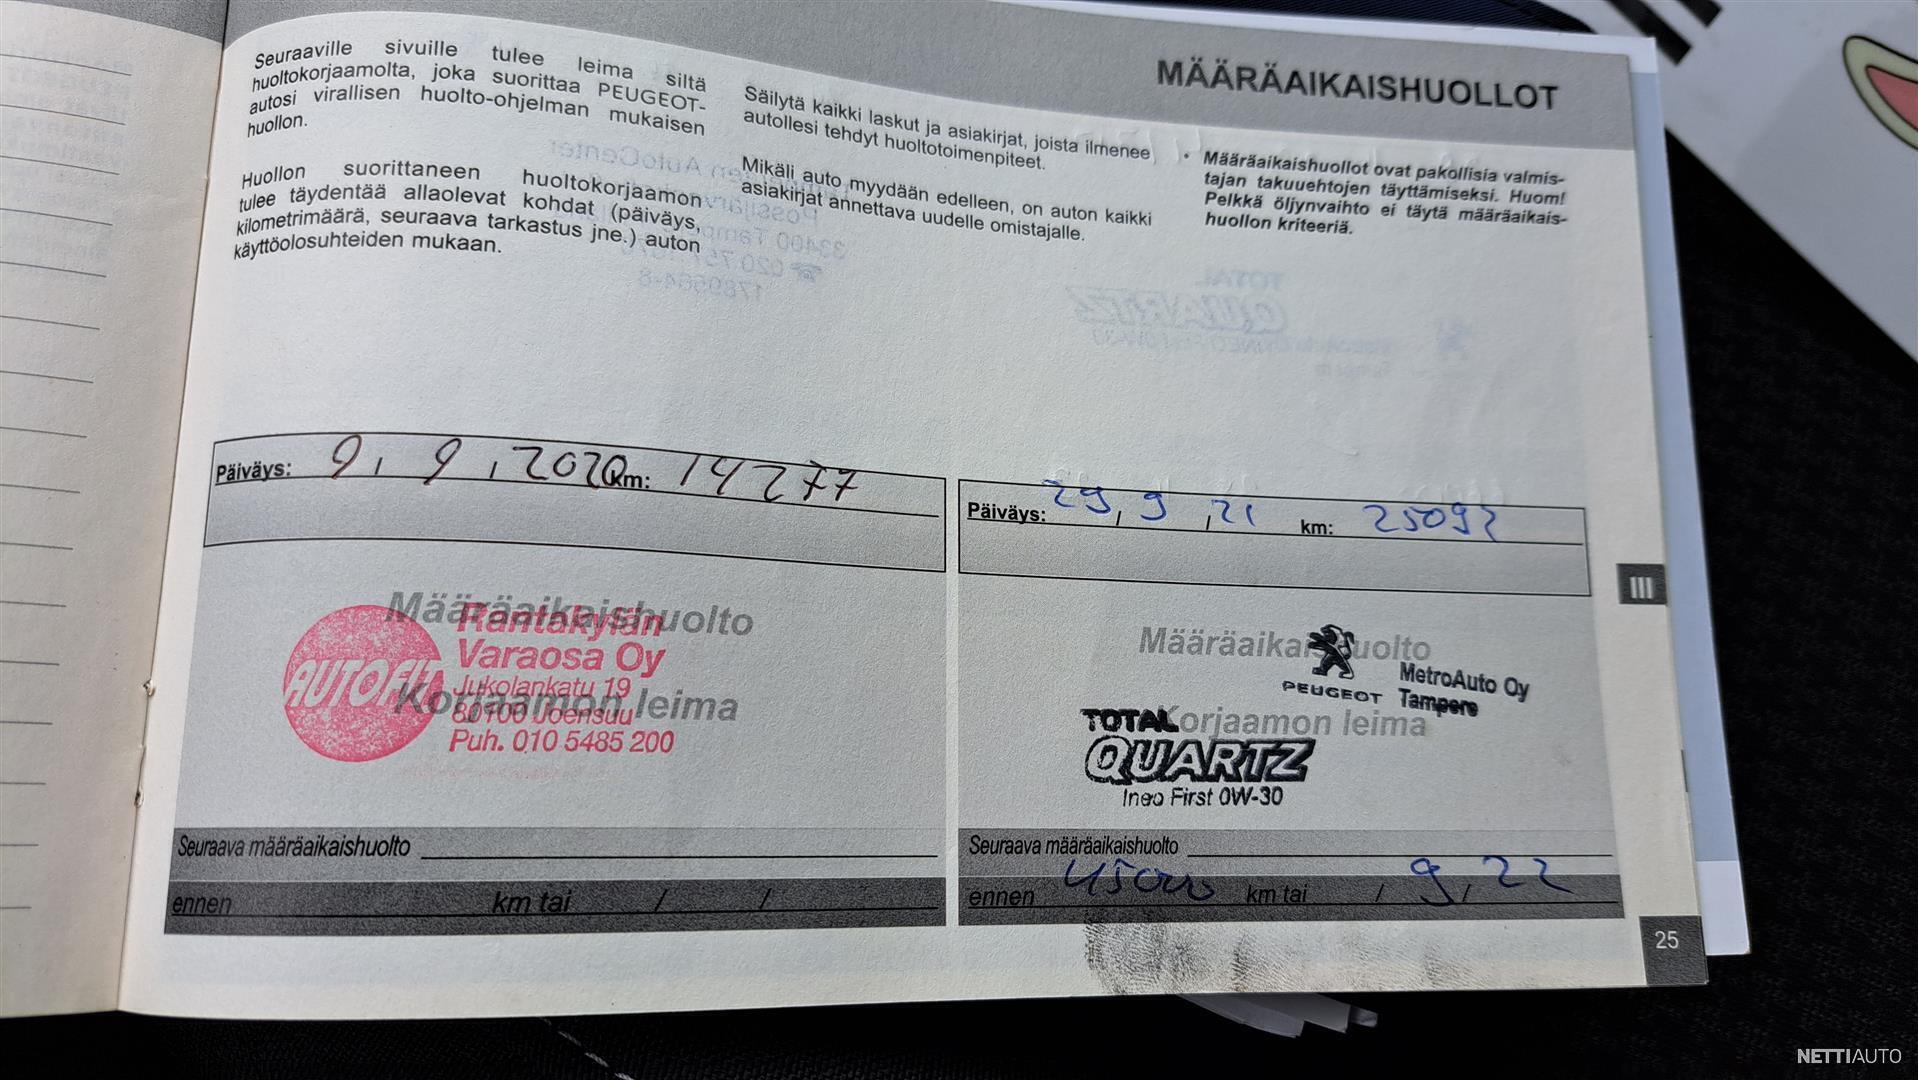 MÄÄRÄAIKAISHUOLLOT
Seuraaville sivuille tulee leima siltä
huoltokorjaamolta, joka suorittaa PEUGEOT-
autosi virallisen huolto-ohjelman mukaisen
huollon.
Huollon suorittaneen huoltokorjaamon
tulee täydentää allaolevat kohdat (päiväys,
kilometrimäärä, seuraava tarkastus jne.) auton
käyttöolosuhteiden mukaan.
Säilytä kaikki laskut ja asiakirjat, joista ilmenee
autollesi tehdyt huoltotoimenpiteet.
Mikäli auto myydään edelleen, on auton kaikki
asiakirjat annettava uudelle omistajalle.
• Määräaikaishuollot ovat pakollisia valmis-
tajan takuuehtojen täyttämiseksi. Huom!
Pelkkä öljynvaihto ei täytä määräaikais-
huollon kriteeriä.
Päiväys: 9, 9, 2020 km: 14277
Määräaikaishuolto
AUTOFIT
Rantakylän
Varaosa Oy
Jukolankatu 19
80100 Joensuu
Puh. 010 5485 200
Korjaamon leima
Seuraava määräaikaishuolto
ennen km tai / /
Päiväys: 29, 9, 21 km: 25092
Määräaikaishuolto
PEUGEOT
MetroAuto Oy
Tampere
Korjaamon leima
TOTAL
QUARTZ
Ineo First 0W-30
Seuraava määräaikaishuolto
ennen 45000 km tai / 9 / 22
III
25
NETTIAUTO